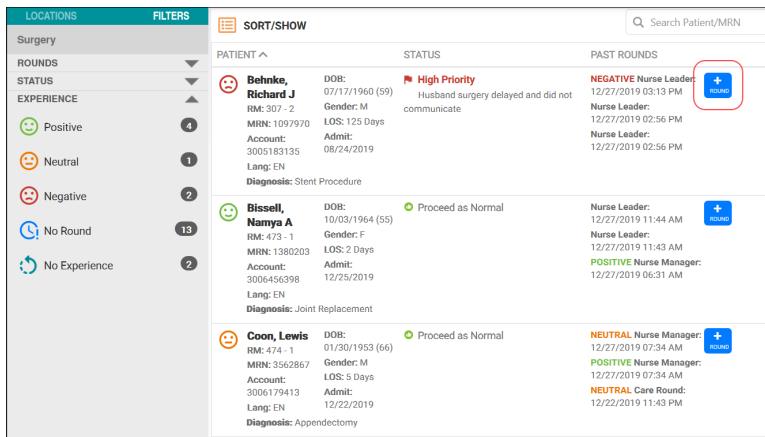 LOCATIONS FILTERS
Surgery
ROUNDS
STATUS
EXPERIENCE
Positive 4
Neutral 1
Negative 2
No Round 13
No Experience 2
SORT/SHOW
Search Patient/MRN
PATIENT STATUS PAST ROUNDS
Behnke,
Richard J
RM: 307 - 2
MRN: 1097970
Account:
3005183135
Lang: EN
Diagnosis: Stent Procedure
DOB:
07/17/1960 (59)
Gender: M
LOS: 125 Days
Admit:
08/24/2019
High Priority
Husband surgery delayed and did not
communicate
NEGATIVE Nurse Leader:
12/27/2019 03:13 PM
Nurse Leader:
12/27/2019 02:56 PM
Nurse Leader:
12/27/2019 02:56 PM
+
ROUND
Bissell,
Namya A
RM: 473 - 1
MRN: 1380203
Account:
3006456398
Lang: EN
Diagnosis: Joint Replacement
DOB:
10/03/1964 (55)
Gender: F
LOS: 2 Days
Admit:
12/25/2019
Proceed as Normal
Nurse Leader:
12/27/2019 11:44 AM
Nurse Leader:
12/27/2019 11:43 AM
POSITIVE Nurse Manager:
12/27/2019 06:31 AM
+
ROUND
Coon, Lewis
RM: 474 - 1
MRN: 3562867
Account:
3006179413
Lang: EN
Diagnosis: Appendectomy
DOB:
01/30/1953 (66)
Gender: M
LOS: 5 Days
Admit:
12/22/2019
Proceed as Normal
NEUTRAL Nurse Manager:
12/27/2019 07:34 AM
POSITIVE Nurse Manager:
12/27/2019 07:34 AM
NEUTRAL Care Round:
12/22/2019 11:43 PM
+
ROUND